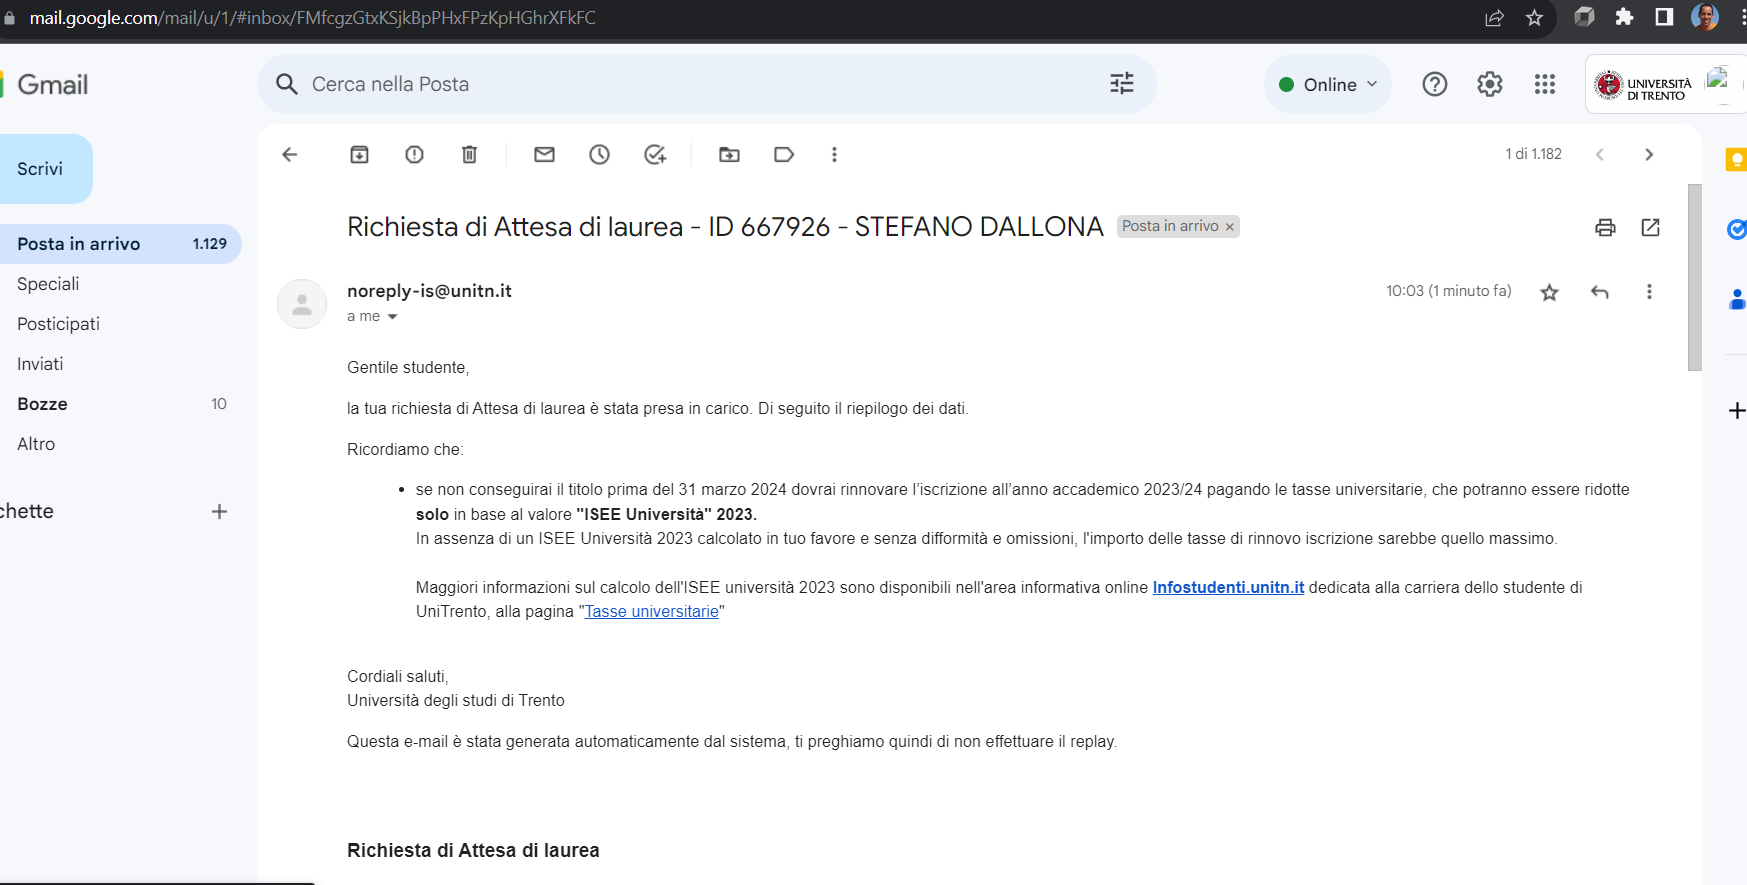 mail.google.com/mail/u/1/#inbox/FMfcgzGtxKSjkBpPHxFPzKpHGhrXFkFC
Gmail
Cerca nella Posta
Online
UNIVERSITÀ
DI TRENTO
Scrivi
1 di 1.182
Posta in arrivo 1.129
Speciali
Posticipati
Inviati
Bozze 10
Altro
chette
Richiesta di Attesa di laurea - ID 667926 - STEFANO DALLONA Posta in arrivo ×
noreply-is@unitn.it 10:03 (1 minuto fa)
a me
Gentile studente,
la tua richiesta di Attesa di laurea è stata presa in carico. Di seguito il riepilogo dei dati.
Ricordiamo che:
• se non conseguirai il titolo prima del 31 marzo 2024 dovrai rinnovare l’iscrizione all’anno accademico 2023/24 pagando le tasse universitarie, che potranno essere ridotte
solo in base al valore "ISEE Università" 2023.
In assenza di un ISEE Università 2023 calcolato in tuo favore e senza difformità e omissioni, l'importo delle tasse di rinnovo iscrizione sarebbe quello massimo.
Maggiori informazioni sul calcolo dell'ISEE università 2023 sono disponibili nell'area informativa online Infostudenti.unitn.it dedicata alla carriera dello studente di
UniTrento, alla pagina "Tasse universitarie"
Cordiali saluti,
Università degli studi di Trento
Questa e-mail è stata generata automaticamente dal sistema, ti preghiamo quindi di non effettuare il replay.
Richiesta di Attesa di laurea